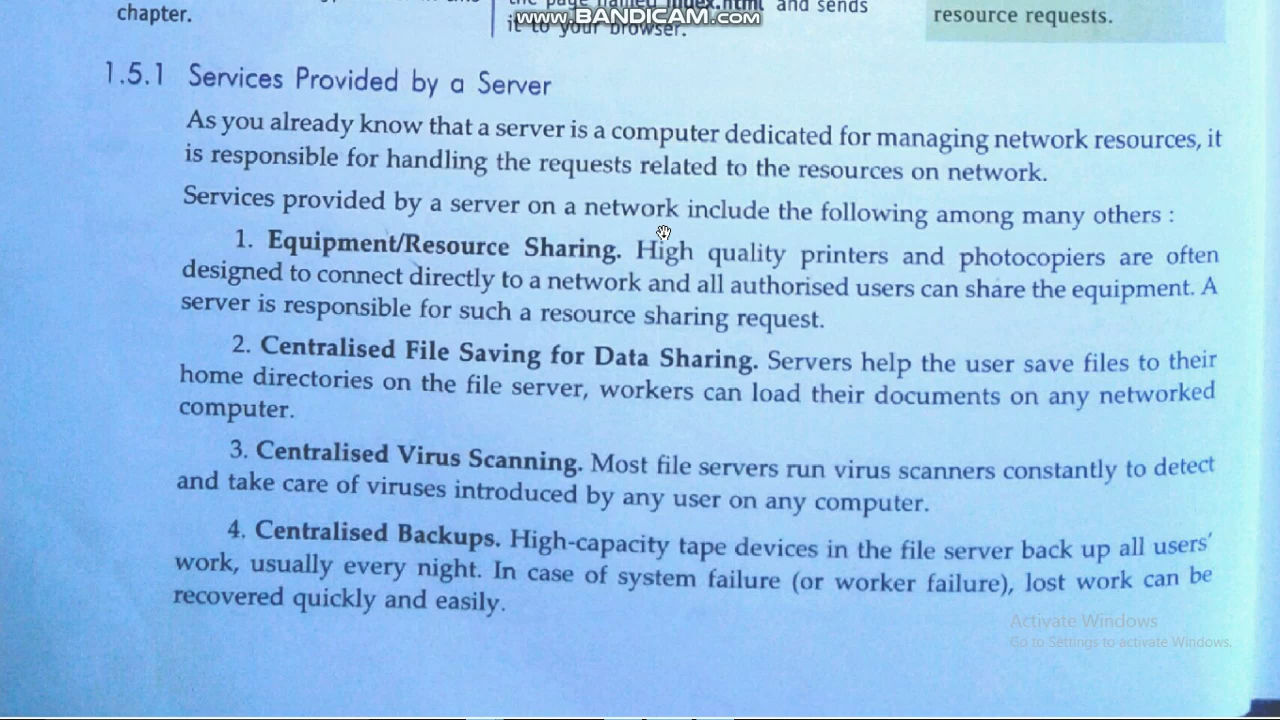 chapter.
the page named index.html and sends
it to your browser.
resource requests.
www.BANDICAM.com
1.5.1 Services Provided by a Server
As you already know that a server is a computer dedicated for managing network resources, it
is responsible for handling the requests related to the resources on network.
Services provided by a server on a network include the following among many others :
1. Equipment/Resource Sharing. High quality printers and photocopiers are often
designed to connect directly to a network and all authorised users can share the equipment. A
server is responsible for such a resource sharing request.
2. Centralised File Saving for Data Sharing. Servers help the user save files to their
home directories on the file server, workers can load their documents on any networked
computer.
3. Centralised Virus Scanning. Most file servers run virus scanners constantly to detect
and take care of viruses introduced by any user on any computer.
4. Centralised Backups. High-capacity tape devices in the file server back up all users'
work, usually every night. In case of system failure (or worker failure), lost work can be
recovered quickly and easily.
Activate Windows
Go to Settings to activate Windows.